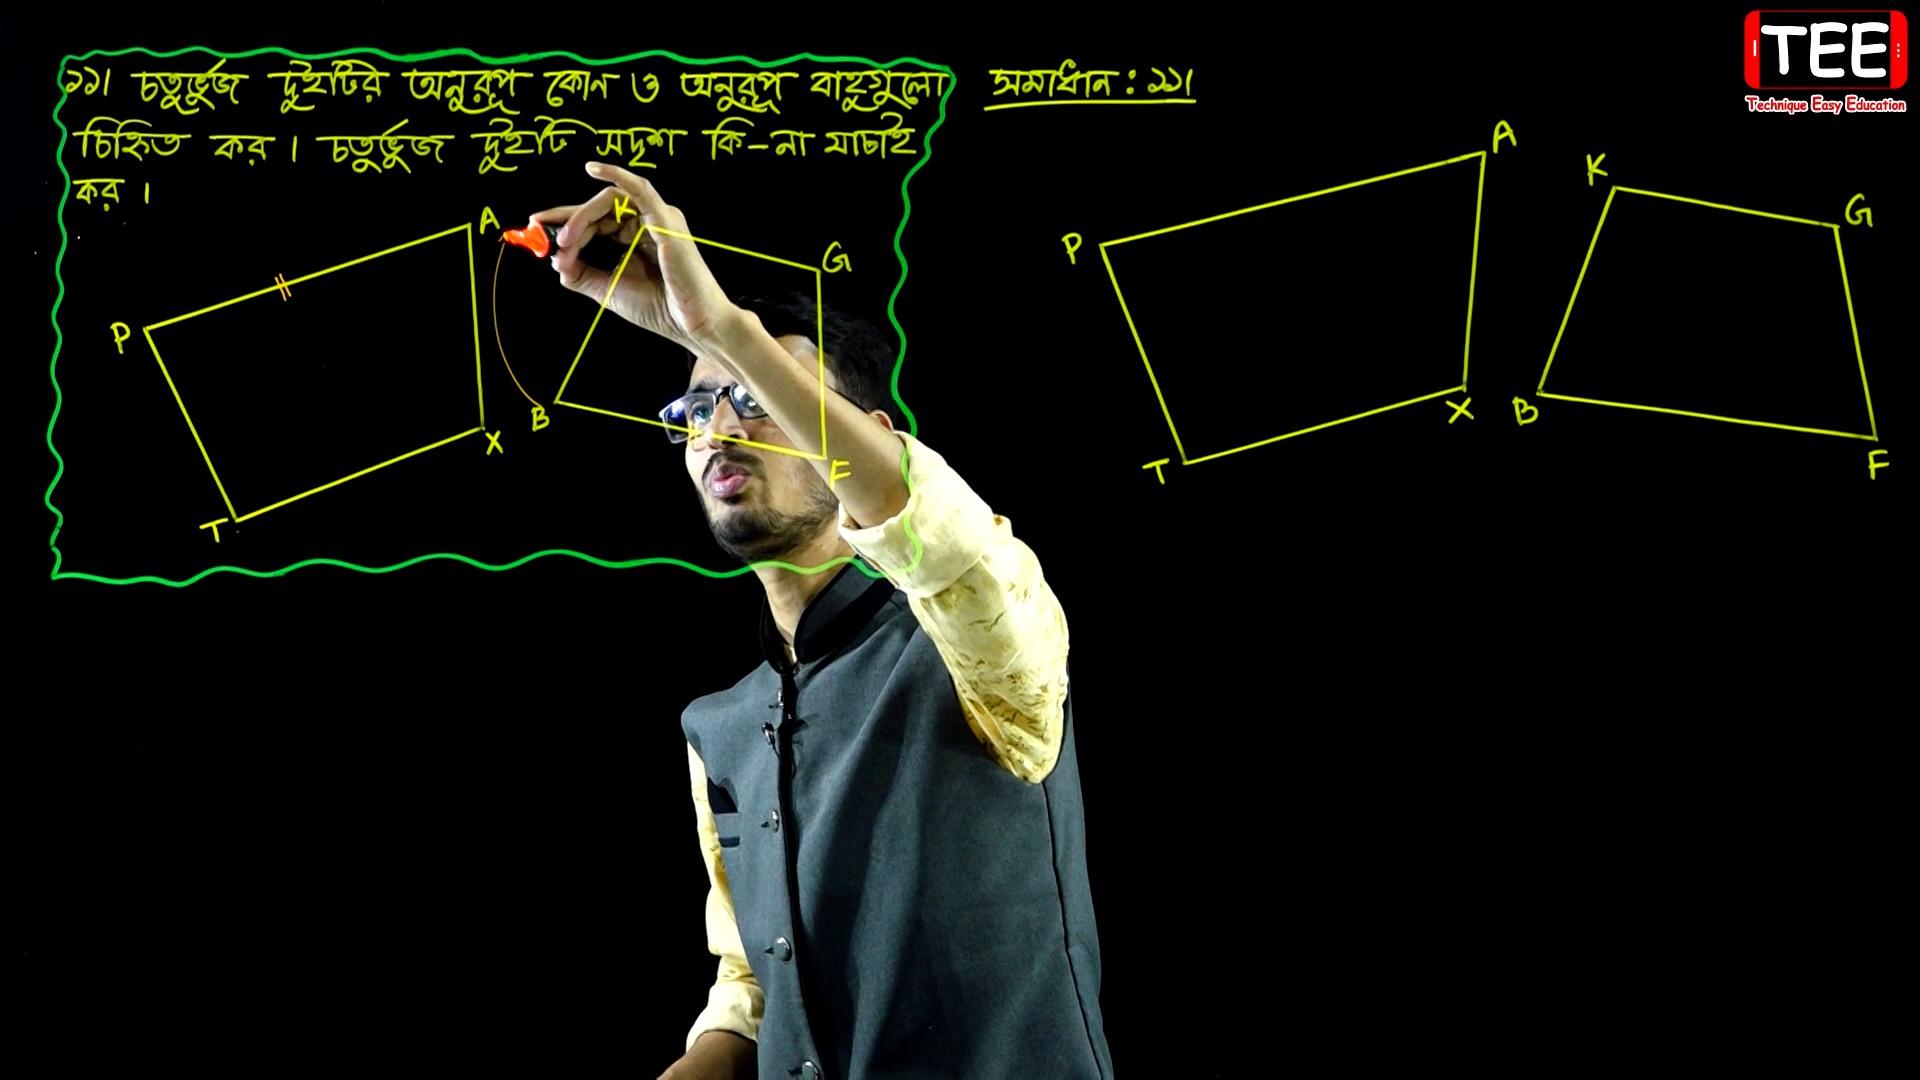 ১১। চতুর্ভুজ দুইটির অনুরূপ কোণ ও অনুরূপ বাহুগুলো
চিহ্নিত কর। চতুর্ভুজ দুইটি সদৃশ কি-না যাচাই
কর।
A
K
G
P
B
X
F
T
সমাধান : ১১।
A
K
G
P
X
B
T
F
TEE
Technique Easy Education